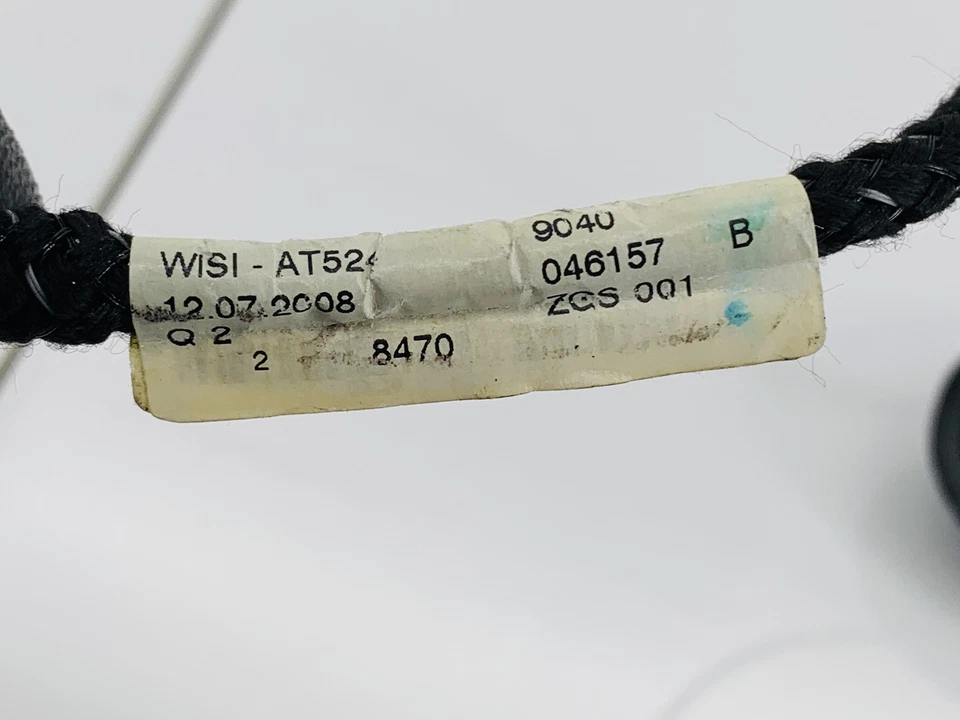 WISI - AT524
12.07.2008
Q 2
2
8470
9040
046157
ZGS 001
B